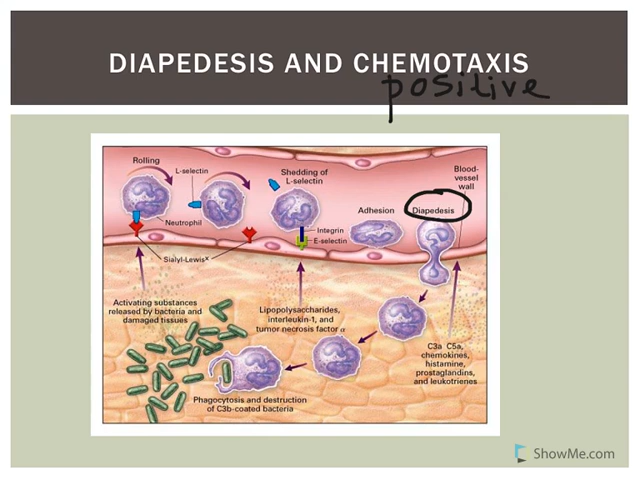 DIAPEDESIS AND CHEMOTAXIS
positive
Rolling
L-selectin
Shedding of
L-selectin
Blood-
vessel
wall
Neutrophil
Integrin
E-selectin
Adhesion
Diapedesis
Sialyl-Lewisˣ
Activating substances
released by bacteria and
damaged tissues
Lipopolysaccharides,
interleukin-1, and
tumor necrosis factor α
C3a C5a,
chemokines,
histamine,
prostaglandins,
and leukotrienes
Phagocytosis and destruction
of C3b-coated bacteria
ShowMe.com